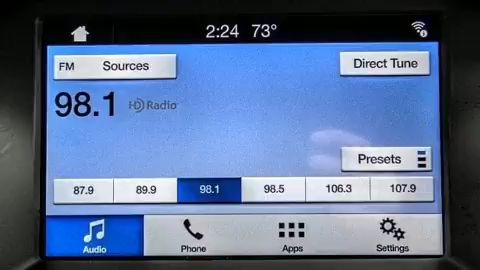 2:24 73°
FM Sources
Direct Tune
98.1 HD Radio
Presets
87.9 89.9 98.1 98.5 106.3 107.9
Audio Phone Apps Settings